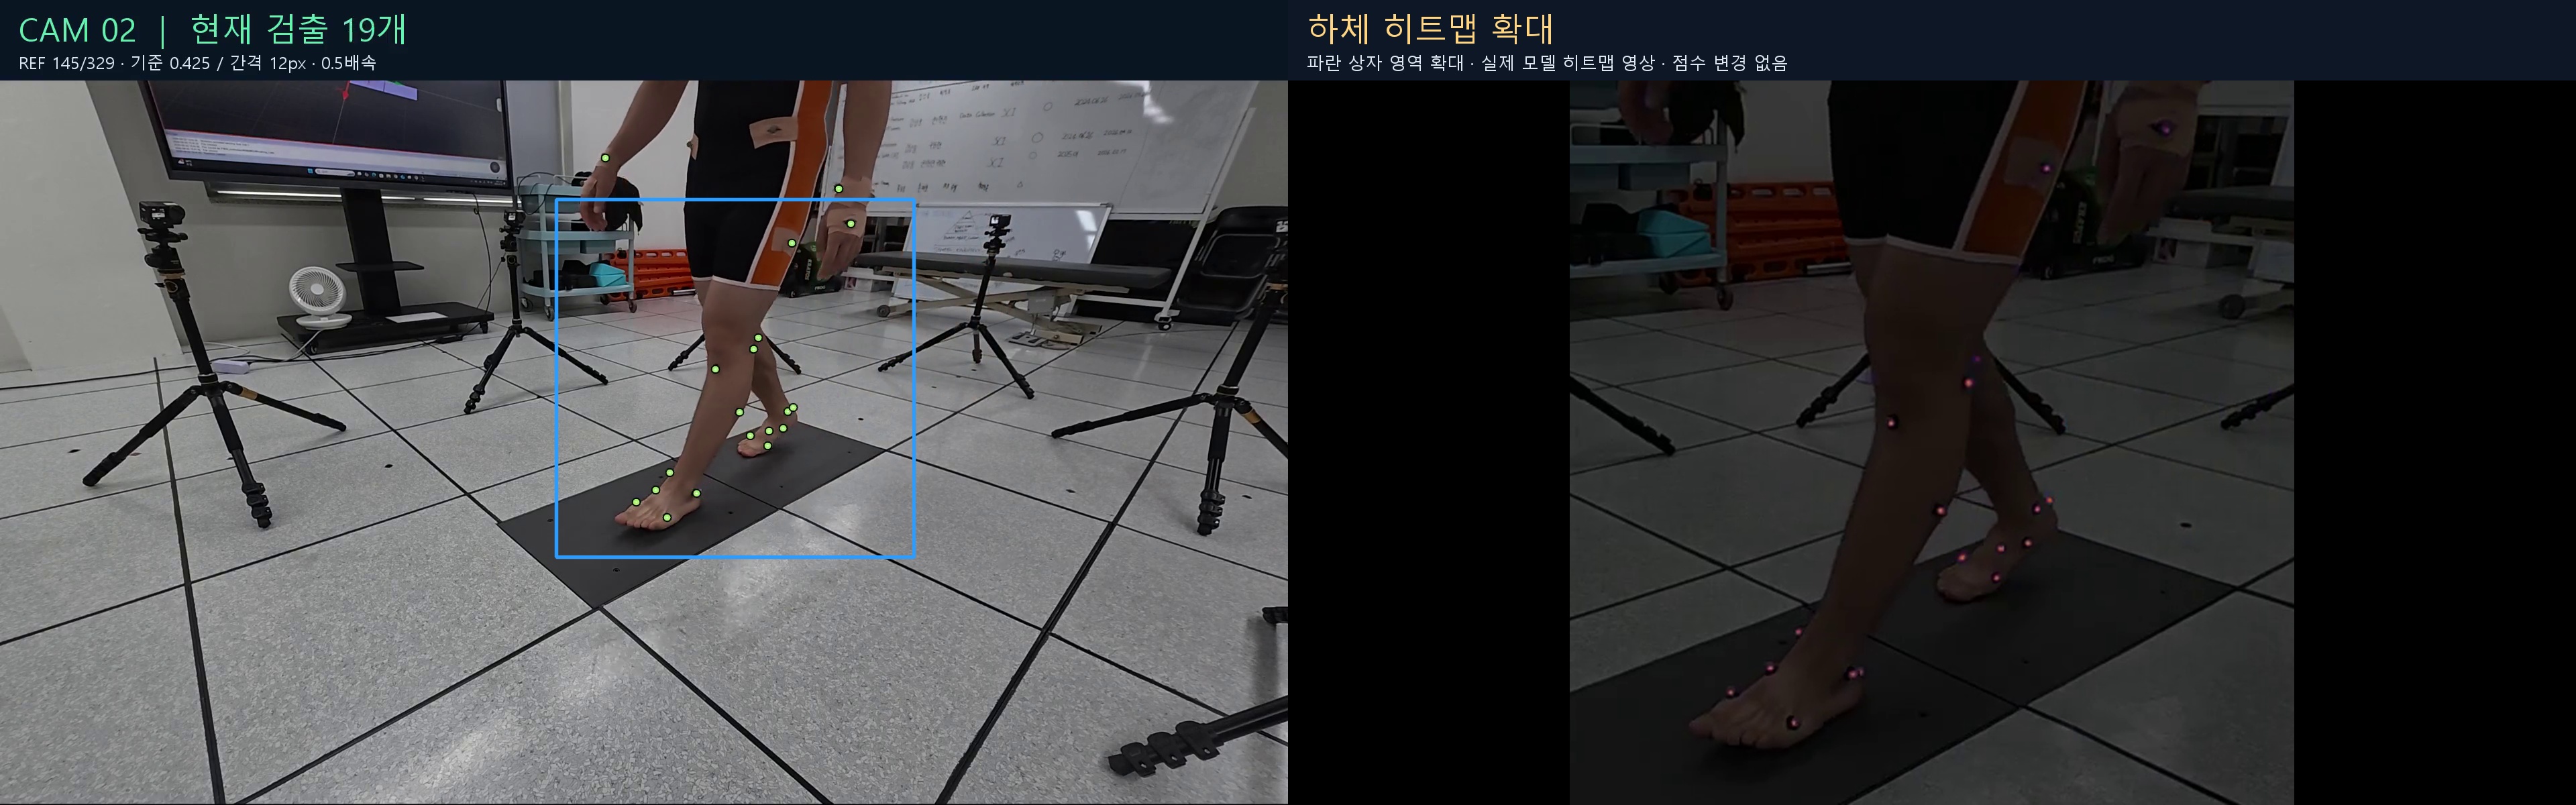 CAM 02 | 현재 검출 19개
REF 145/329 · 기준 0.425 / 간격 12px · 0.5배속
하체 히트맵 확대
파란 상자 영역 확대 · 실제 모델 히트맵 영상 · 점수 변경 없음